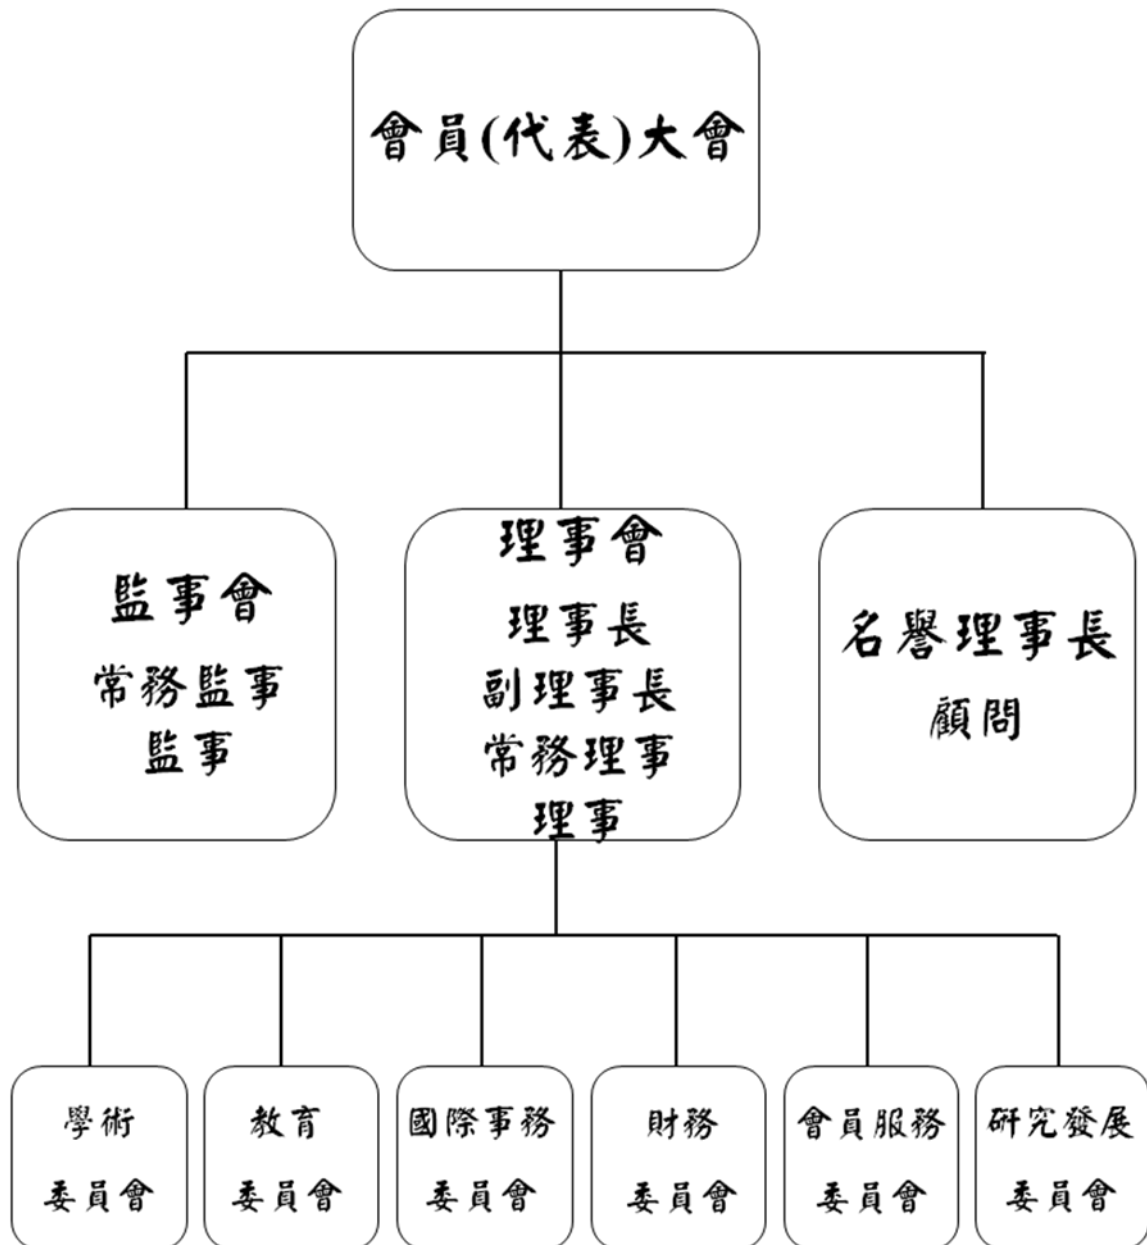 會員(代表)大會
監事會
常務監事
監事
理事會
理事長
副理事長
常務理事
理事
名譽理事長
顧問
學術
委員會
教育
委員會
國際事務
委員會
財務
委員會
會員服務
委員會
研究發展
委員會